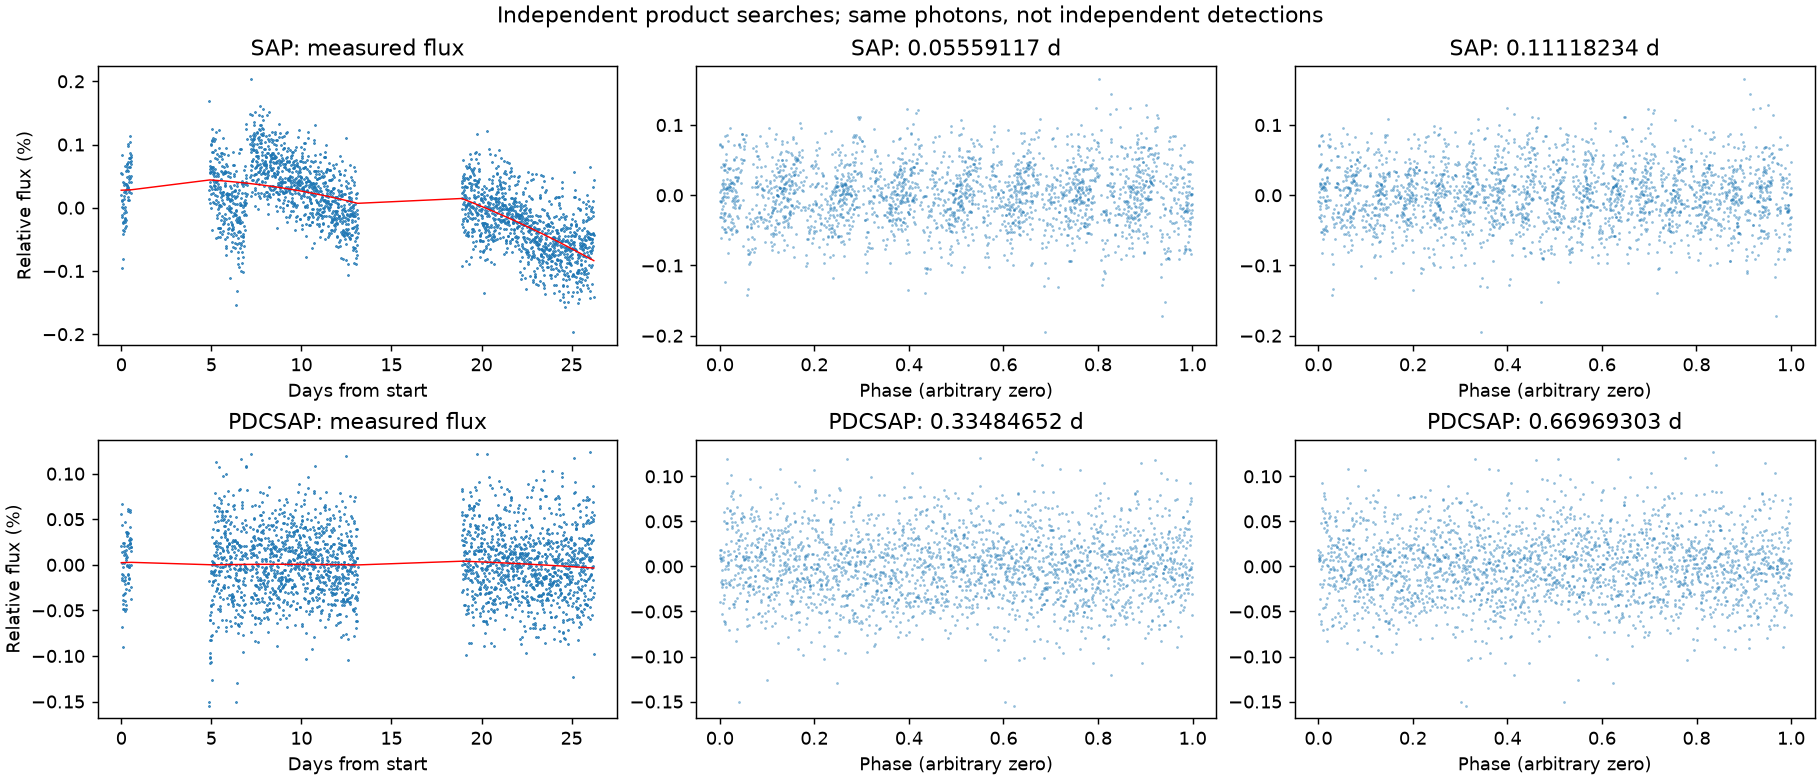 Independent product searches; same photons, not independent detections
SAP: measured flux
SAP: 0.05559117 d
SAP: 0.11118234 d
Relative flux (%)
0.2
0.1
0.0
−0.1
−0.2
0 5 10 15 20 25
Days from start
0.1
0.0
−0.1
−0.2
0.0 0.2 0.4 0.6 0.8 1.0
Phase (arbitrary zero)
0.1
0.0
−0.1
−0.2
0.0 0.2 0.4 0.6 0.8 1.0
Phase (arbitrary zero)
PDCSAP: measured flux
PDCSAP: 0.33484652 d
PDCSAP: 0.66969303 d
Relative flux (%)
0.10
0.05
0.00
−0.05
−0.10
−0.15
0 5 10 15 20 25
Days from start
0.10
0.05
0.00
−0.05
−0.10
−0.15
0.0 0.2 0.4 0.6 0.8 1.0
Phase (arbitrary zero)
0.10
0.05
0.00
−0.05
−0.10
−0.15
0.0 0.2 0.4 0.6 0.8 1.0
Phase (arbitrary zero)